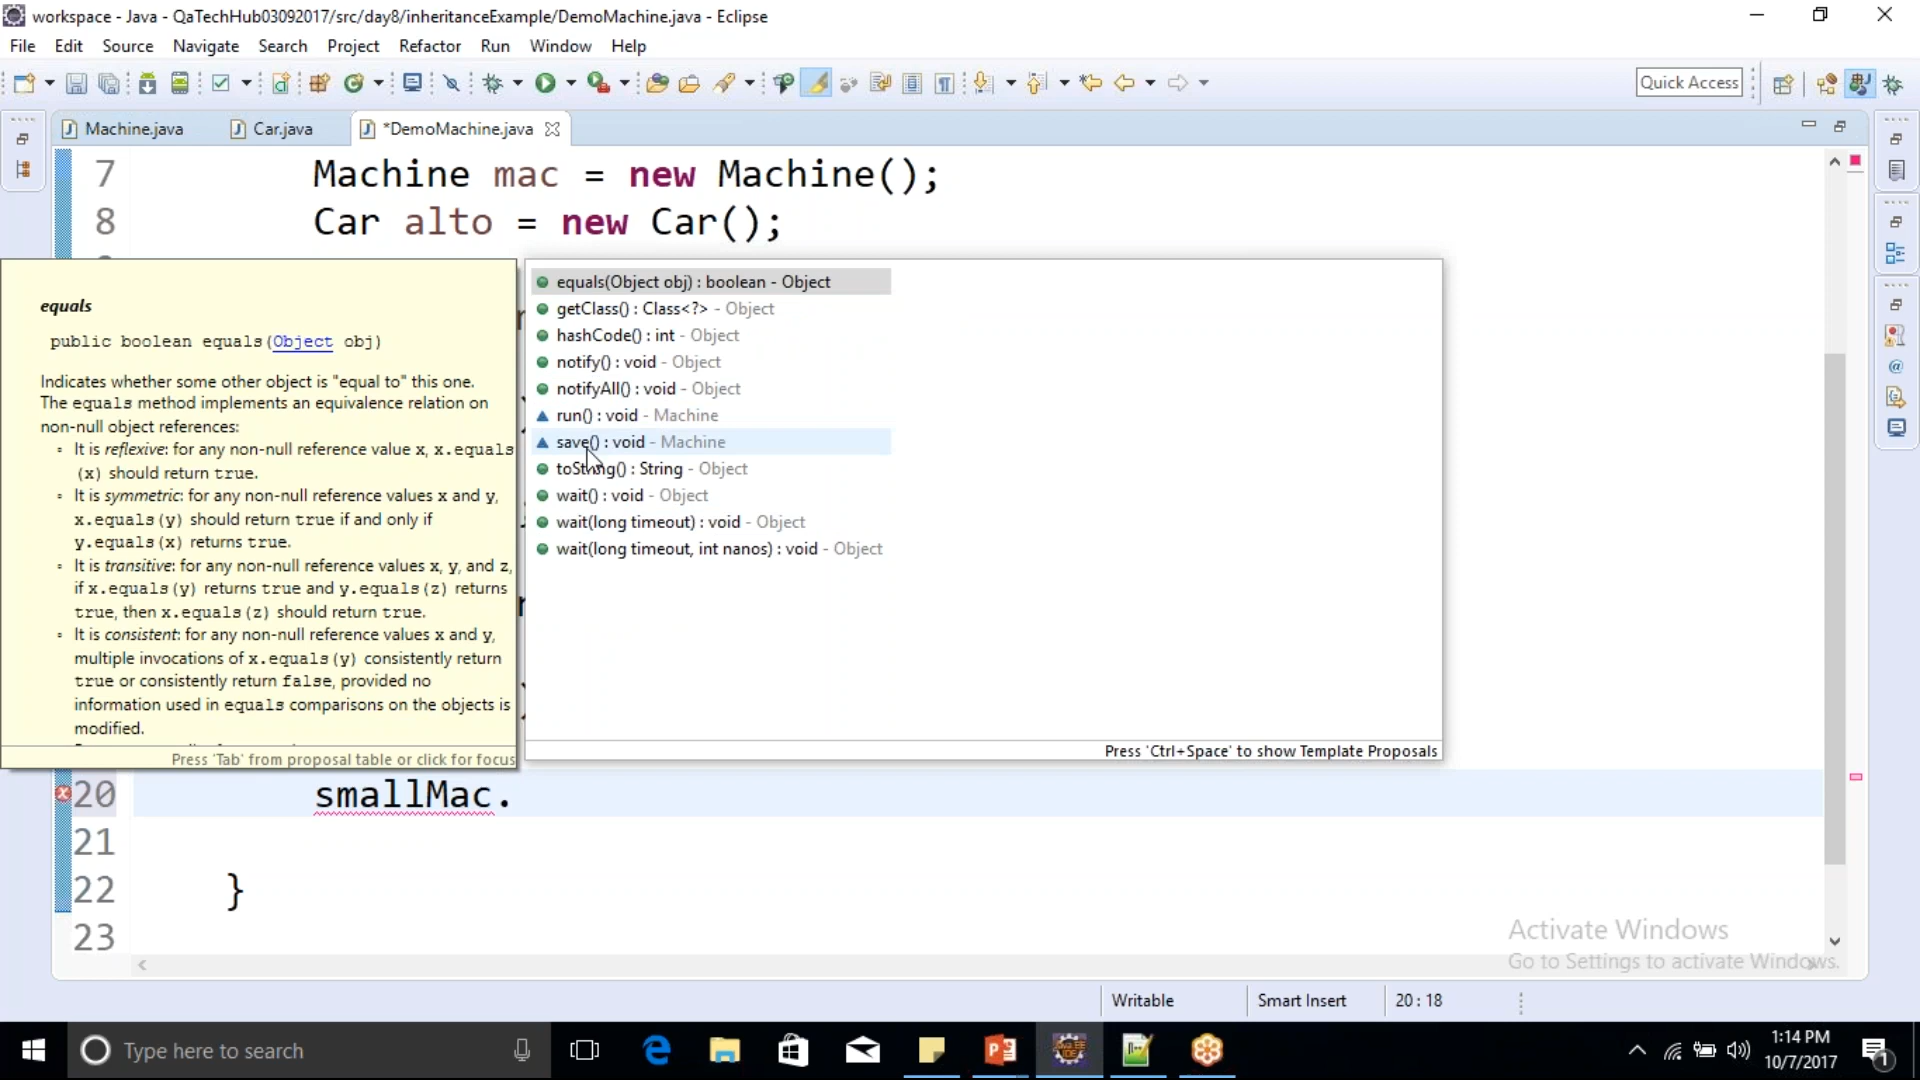 workspace - Java - QaTechHub03092017/src/day8/inheritanceExample/DemoMachine.java - Eclipse
File Edit Source Navigate Search Project Refactor Run Window Help
Quick Access
Machine.java Car.java *DemoMachine.java
7 Machine mac = new Machine();
8 Car alto = new Car();
equals
public boolean equals(Object obj)
Indicates whether some other object is "equal to" this one.
The equals method implements an equivalence relation on
non-null object references:
It is reflexive: for any non-null reference value x, x.equals
(x) should return true.
It is symmetric: for any non-null reference values x and y,
x.equals(y) should return true if and only if
y.equals(x) returns true.
It is transitive: for any non-null reference values x, y, and z,
if x.equals(y) returns true and y.equals(z) returns
true, then x.equals(z) should return true.
It is consistent: for any non-null reference values x and y,
multiple invocations of x.equals(y) consistently return
true or consistently return false, provided no
information used in equals comparisons on the objects is
modified.
Press 'Tab' from proposal table or click for focus
equals(Object obj) : boolean - Object
getClass() : Class<?> - Object
hashCode() : int - Object
notify() : void - Object
notifyAll() : void - Object
run() : void - Machine
save() : void - Machine
toString() : String - Object
wait() : void - Object
wait(long timeout) : void - Object
wait(long timeout, int nanos) : void - Object
Press 'Ctrl+Space' to show Template Proposals
20 smallMac.
21
22 }
23
Activate Windows
Go to Settings to activate Windows.
Writable Smart Insert 20 : 18
Type here to search
1:14 PM
10/7/2017
1